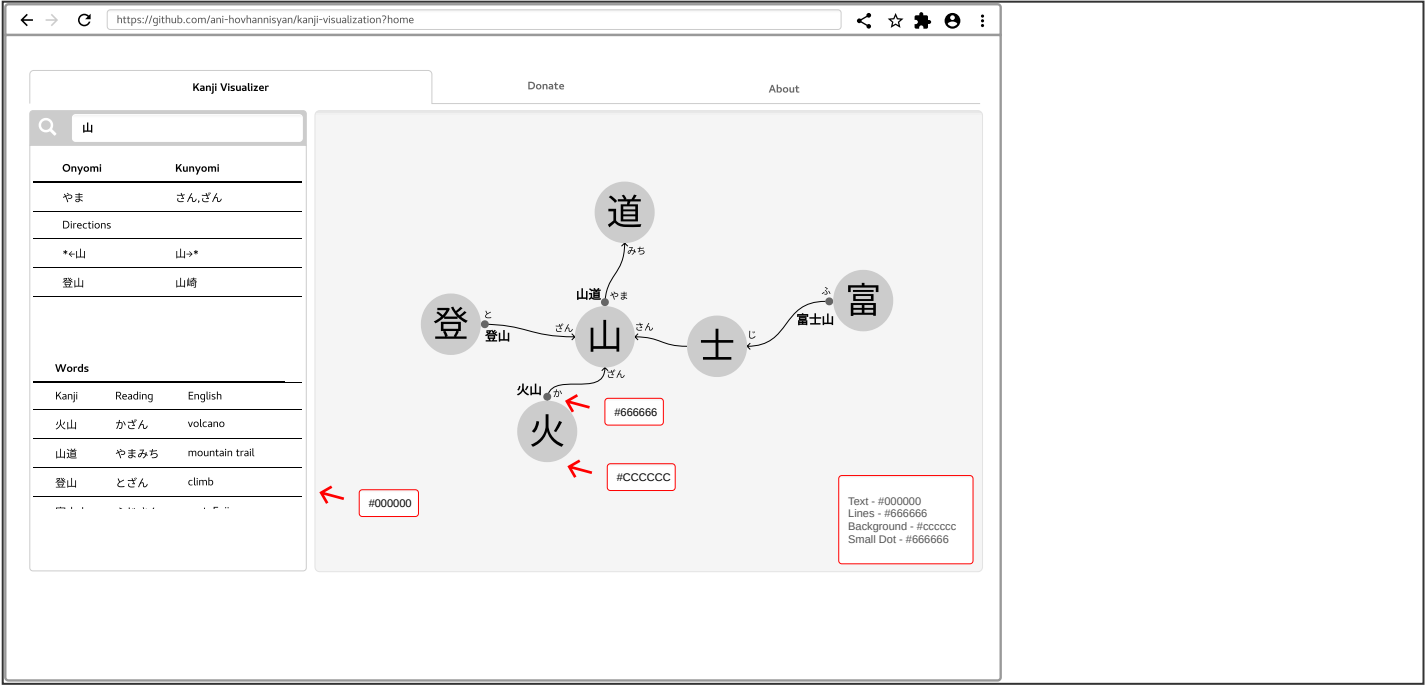 https://github.com/ani-hovhannisyan/kanji-visualization?home
Kanji Visualizer
Donate
About
山
Onyomi Kunyomi
やま さん,ざん
Directions
*←山 山→*
登山 山崎
Words
Kanji Reading English
火山 かざん volcano
山道 やまみち mountain trail
登山 とざん climb
道
みち
山道 やま
登
と
登山
ざん
山
さん
士
じ
ふ
富
富士山
ざん
火山 か
火
#666666
#CCCCCC
#000000
Text - #000000
Lines - #666666
Background - #cccccc
Small Dot - #666666